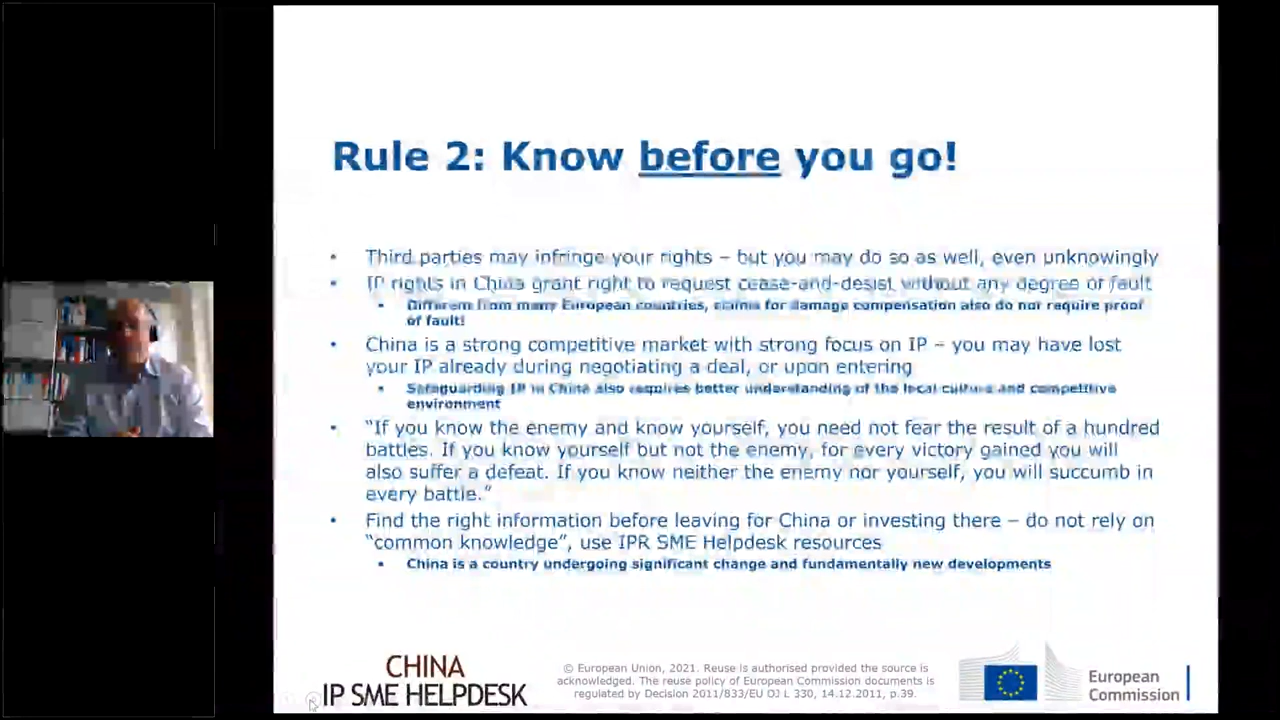 Rule 2: Know before you go!
• Third parties may infringe your rights – but you may do so as well, even unknowingly
• IP rights in China grant right to request cease-and-desist without any degree of fault
• Different from many European countries, claims for damage compensation also do not require proof
of fault!
• China is a strong competitive market with strong focus on IP – you may have lost
your IP already during negotiating a deal, or upon entering
• Safeguarding IP in China also requires better understanding of the local culture and competitive
environment
• “If you know the enemy and know yourself, you need not fear the result of a hundred
battles. If you know yourself but not the enemy, for every victory gained you will
also suffer a defeat. If you know neither the enemy nor yourself, you will succumb in
every battle.”
• Find the right information before leaving for China or investing there – do not rely on
“common knowledge”, use IPR SME Helpdesk resources
• China is a country undergoing significant change and fundamentally new developments
CHINA
IP SME HELPDESK
© European Union, 2021. Reuse is authorised provided the source is
acknowledged. The reuse policy of European Commission documents is
regulated by Decision 2011/833/EU OJ L 330, 14.12.2011, p.39.
European
Commission